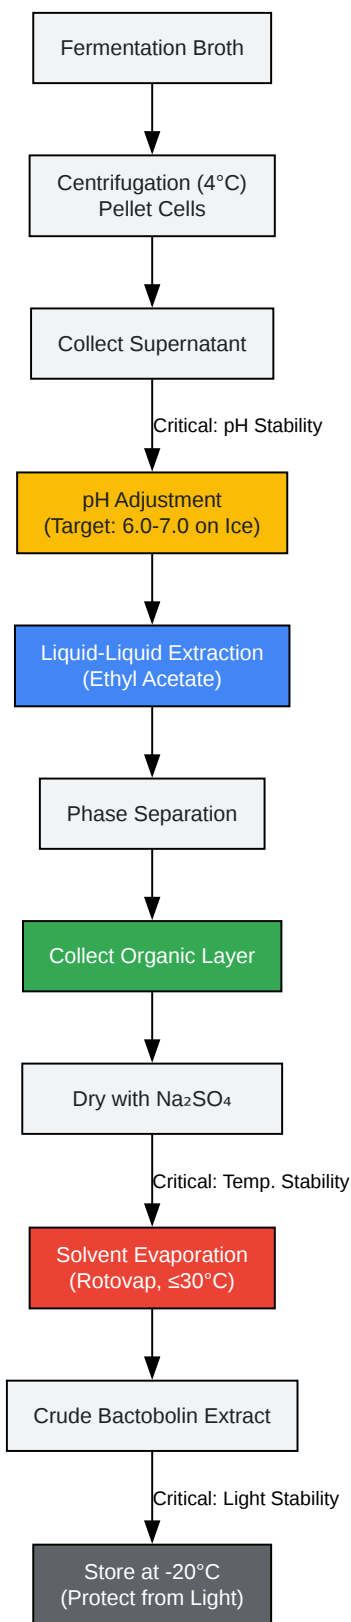 Fermentation Broth
Centrifugation (4°C)
Pellet Cells
Collect Supernatant
Critical: pH Stability
pH Adjustment
(Target: 6.0-7.0 on Ice)
Liquid-Liquid Extraction
(Ethyl Acetate)
Phase Separation
Collect Organic Layer
Dry with Na₂SO₄
Critical: Temp. Stability
Solvent Evaporation
(Rotovap, ≤30°C)
Crude Bactobolin Extract
Critical: Light Stability
Store at -20°C
(Protect from Light)